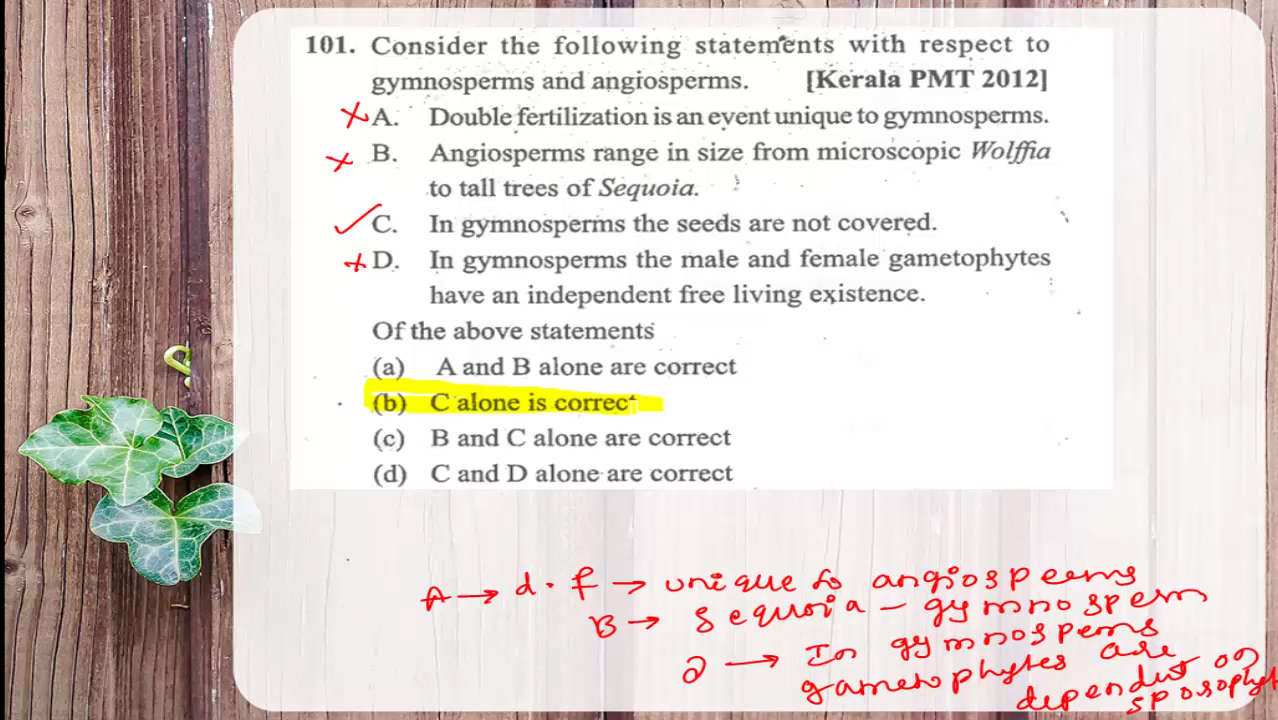 101. Consider the following statements with respect to
gymnosperms and angiosperms. [Kerala PMT 2012]
A. Double fertilization is an event unique to gymnosperms.
B. Angiosperms range in size from microscopic Wolffia
to tall trees of Sequoia.
C. In gymnosperms the seeds are not covered.
D. In gymnosperms the male and female gametophytes
have an independent free living existence.
Of the above statements
(a) A and B alone are correct
(b) C alone is correct
(c) B and C alone are correct
(d) C and D alone are correct
A → d.f → unique to angiosperms
B → Sequoia - gymnosperm
∂ → In gymnosperms
gametophytes are
dependent on
sporophyt